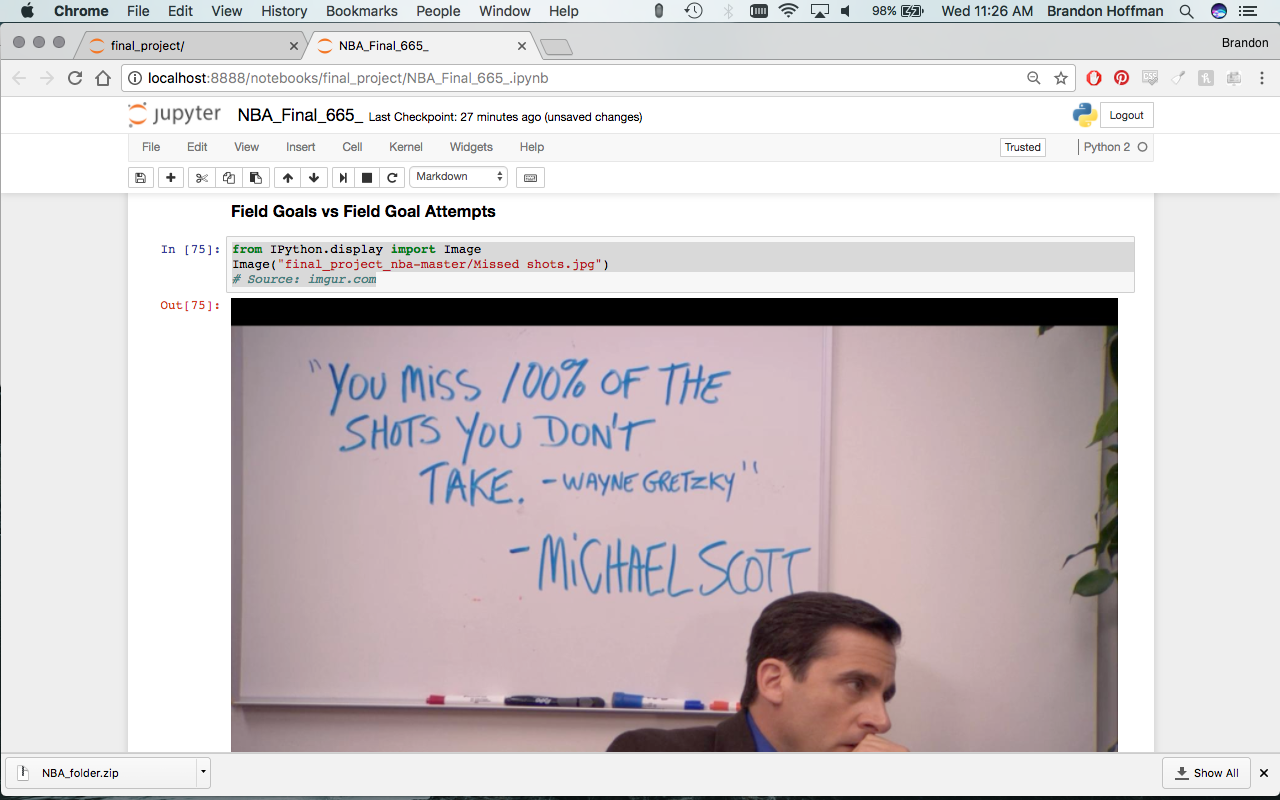 Chrome File Edit View History Bookmarks People Window Help 98% Wed 11:26 AM Brandon Hoffman
final_project/ NBA_Final_665_ Brandon
localhost:8888/notebooks/final_project/NBA_Final_665_.ipynb
jupyter NBA_Final_665_ Last Checkpoint: 27 minutes ago (unsaved changes) Logout
File Edit View Insert Cell Kernel Widgets Help Trusted Python 2
Markdown
Field Goals vs Field Goal Attempts
In [75]: from IPython.display import Image
Image("final_project_nba-master/Missed shots.jpg")
# Source: imgur.com
Out[75]:
"YOU MiSS 100% OF THE
SHOTS YOU DON'T
TAKE. - WAYNE GRETZKY"
- MiCHAEL SCOTT
NBA_folder.zip Show All